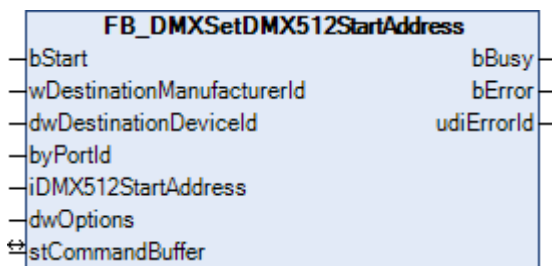 FB_DMXSetDMX512StartAddress
bStart bBusy
wDestinationManufacturerId bError
dwDestinationDeviceId udiErrorId
byPortId
iDMX512StartAddress
dwOptions
stCommandBuffer